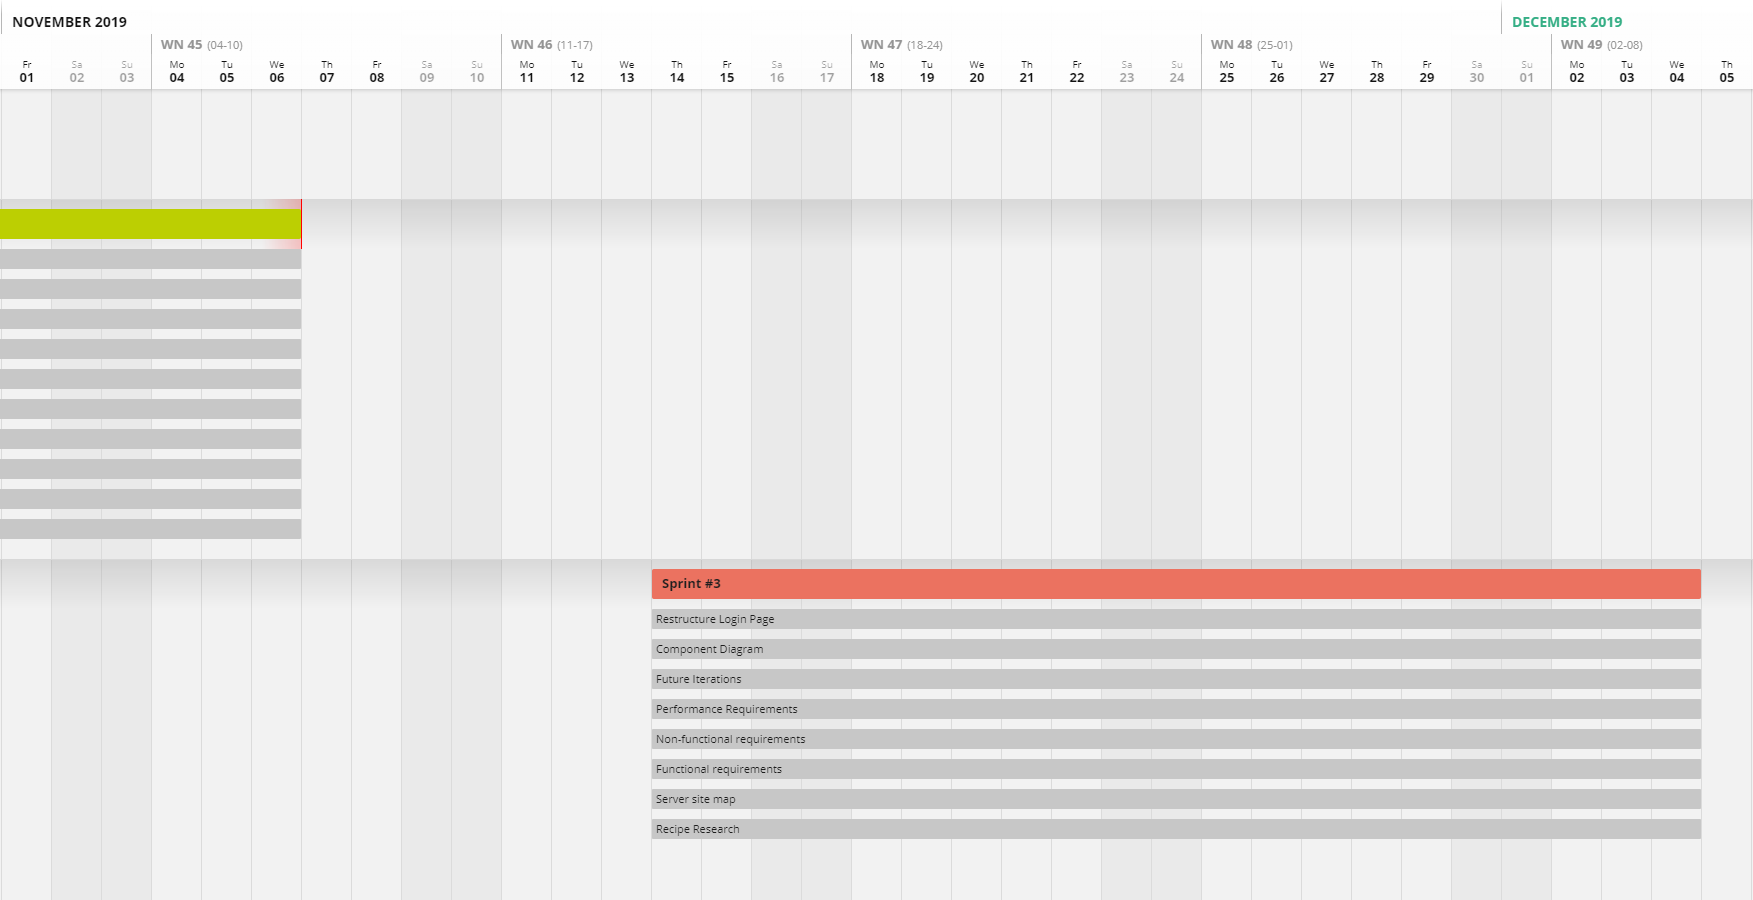 NOVEMBER 2019 DECEMBER 2019
WN 45 (04-10) WN 46 (11-17) WN 47 (18-24) WN 48 (25-01) WN 49 (02-08)
Fr Sa Su Mo Tu We Th Fr Sa Su Mo Tu We Th Fr Sa Su Mo Tu We Th Fr Sa Su Mo Tu We Th Fr Sa Su Mo Tu We Th
01 02 03 04 05 06 07 08 09 10 11 12 13 14 15 16 17 18 19 20 21 22 23 24 25 26 27 28 29 30 01 02 03 04 05
Sprint #3
Restructure Login Page
Component Diagram
Future Iterations
Performance Requirements
Non-functional requirements
Functional requirements
Server site map
Recipe Research